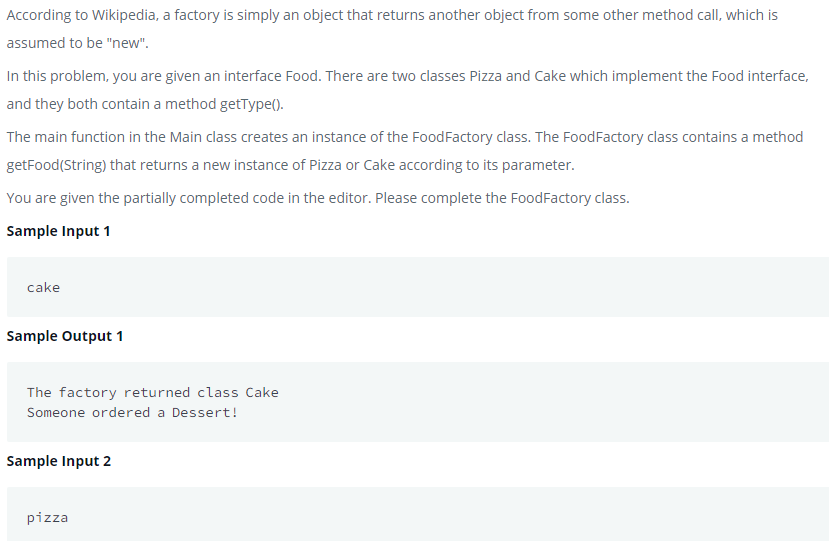 According to Wikipedia, a factory is simply an object that returns another object from some other method call, which is
assumed to be "new".
In this problem, you are given an interface Food. There are two classes Pizza and Cake which implement the Food interface,
and they both contain a method getType().
The main function in the Main class creates an instance of the FoodFactory class. The FoodFactory class contains a method
getFood(String) that returns a new instance of Pizza or Cake according to its parameter.
You are given the partially completed code in the editor. Please complete the FoodFactory class.
Sample Input 1
cake
Sample Output 1
The factory returned class Cake
Someone ordered a Dessert!
Sample Input 2
pizza